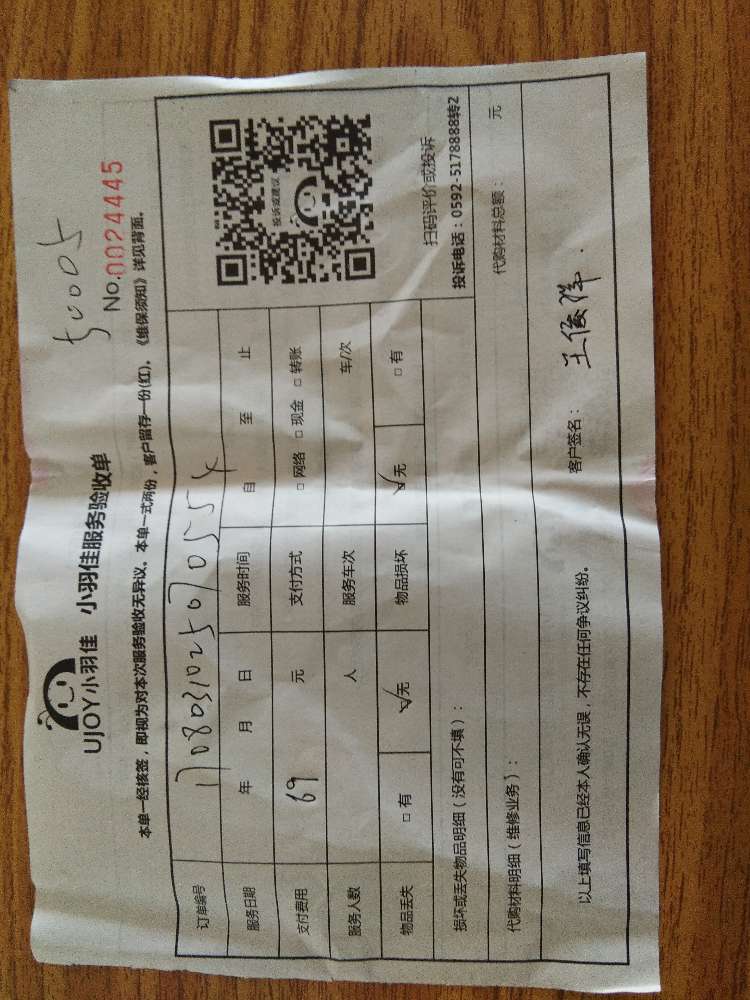 50005
UJOY小羽佳 小羽佳服务验收单
No.0024445
本单一经核签，即视为对本次服务验收无异议。本单一式两份，客户留存一份(红)。《维保须知》详见背面。
订单编号
服务日期 年 月 日 服务时间 自 至 止
支付费用 69 元 支付方式 □ 网络 □ 现金 □ 转账
服务人数 人 服务车次 车/次
物品丢失 □ 有 ☑无 物品损坏 ☑无 □ 有
投诉或建议
扫码评价或投诉
投诉电话：0592-5178888转2
损坏或丢失物品明细（没有可不填）：
代购材料明细（维修业务）： 代购材料总额： 元
以上填写信息已经本人确认无误，不存在任何争议纠纷。 客户签名： 王俊祥